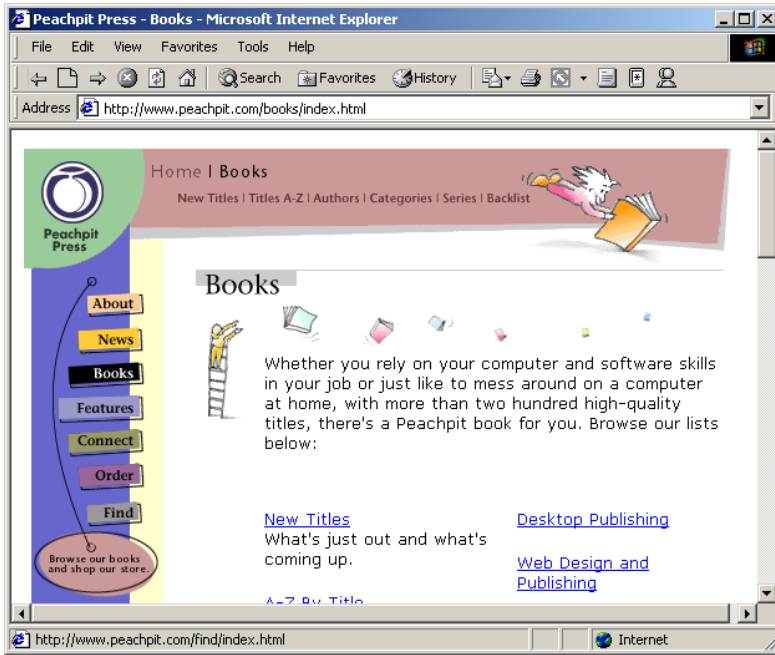 Peachpit Press - Books - Microsoft Internet Explorer
File Edit View Favorites Tools Help
Search Favorites History
Address http://www.peachpit.com/books/index.html
Peachpit
Press
Home | Books
New Titles | Titles A-Z | Authors | Categories | Series | Backlist
About
News
Books
Features
Connect
Order
Find
Browse our books
and shop our store.
Books
Whether you rely on your computer and software skills
in your job or just like to mess around on a computer
at home, with more than two hundred high-quality
titles, there's a Peachpit book for you. Browse our lists
below:
New Titles
What's just out and what's
coming up.
A-Z By Title
Desktop Publishing
Web Design and
Publishing
http://www.peachpit.com/find/index.html
Internet